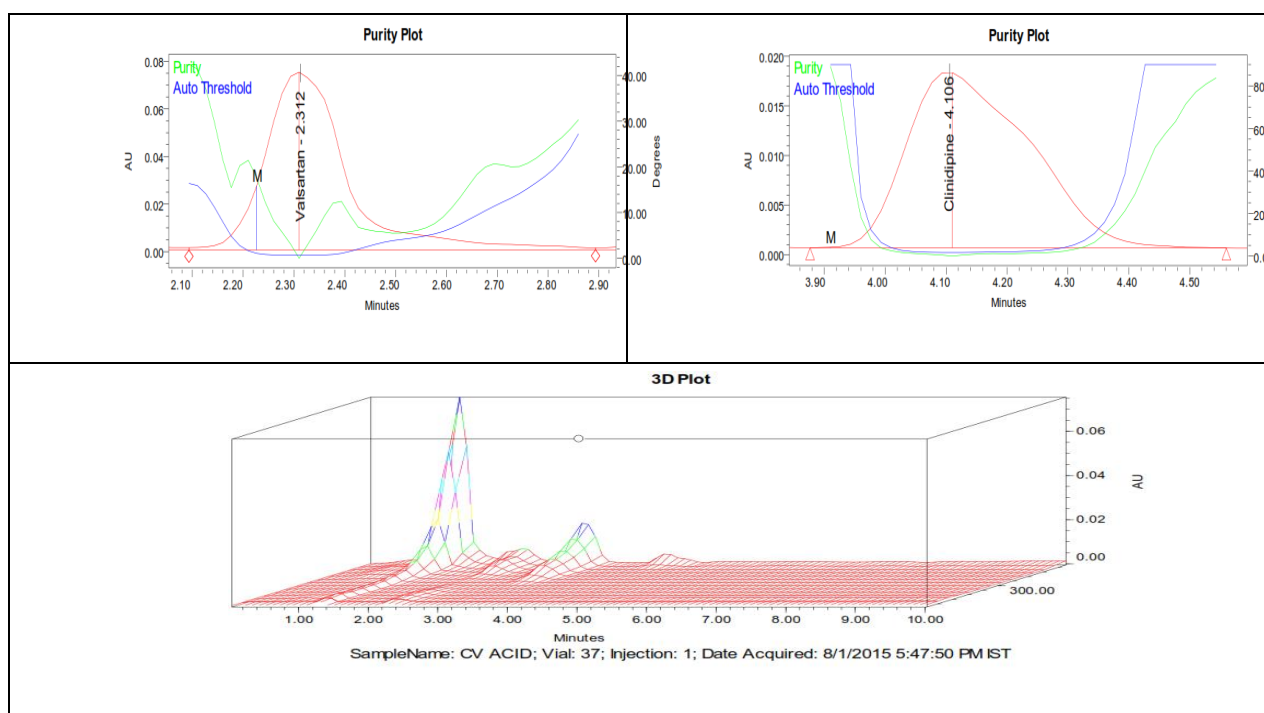 Purity Plot
Purity
Auto Threshold
0.08
0.06
0.04
0.02
0.00
AU
M
Valsartan - 2.312
40.00
30.00
20.00
10.00
0.00
Degrees
2.10 2.20 2.30 2.40 2.50 2.60 2.70 2.80 2.90
Minutes
Purity Plot
Purity
Auto Threshold
0.020
0.015
0.010
0.005
0.000
AU
M
Clinidipine - 4.106
80
60
40
20
0.0
3.90 4.00 4.10 4.20 4.30 4.40 4.50
Minutes
3D Plot
0.06
0.04
0.02
0.00
AU
300.00
1.00 2.00 3.00 4.00 5.00 6.00 7.00 8.00 9.00 10.00
Minutes
SampleName: CV ACID; Vial: 37; Injection: 1; Date Acquired: 8/1/2015 5:47:50 PM IST